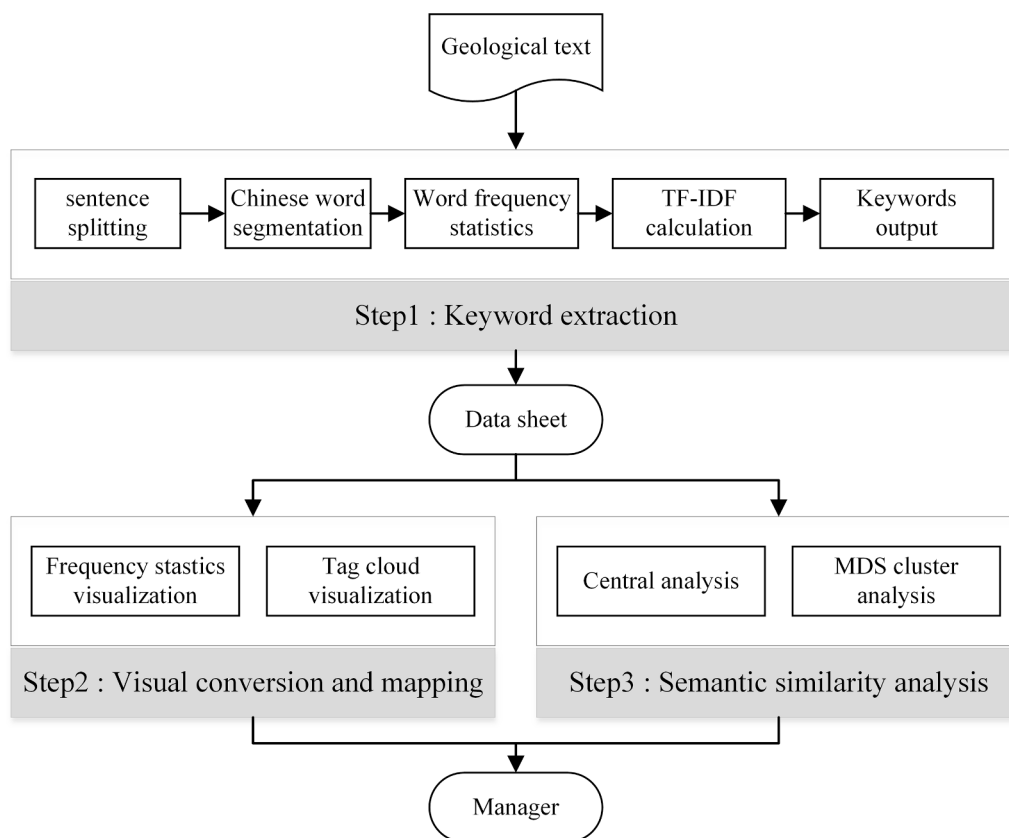 Geological text
sentence
splitting
Chinese word
segmentation
Word frequency
statistics
TF-IDF
calculation
Keywords
output
Step1 : Keyword extraction
Data sheet
Frequency stastics
visualization
Tag cloud
visualization
Central analysis
MDS cluster
analysis
Step2 : Visual conversion and mapping
Step3 : Semantic similarity analysis
Manager